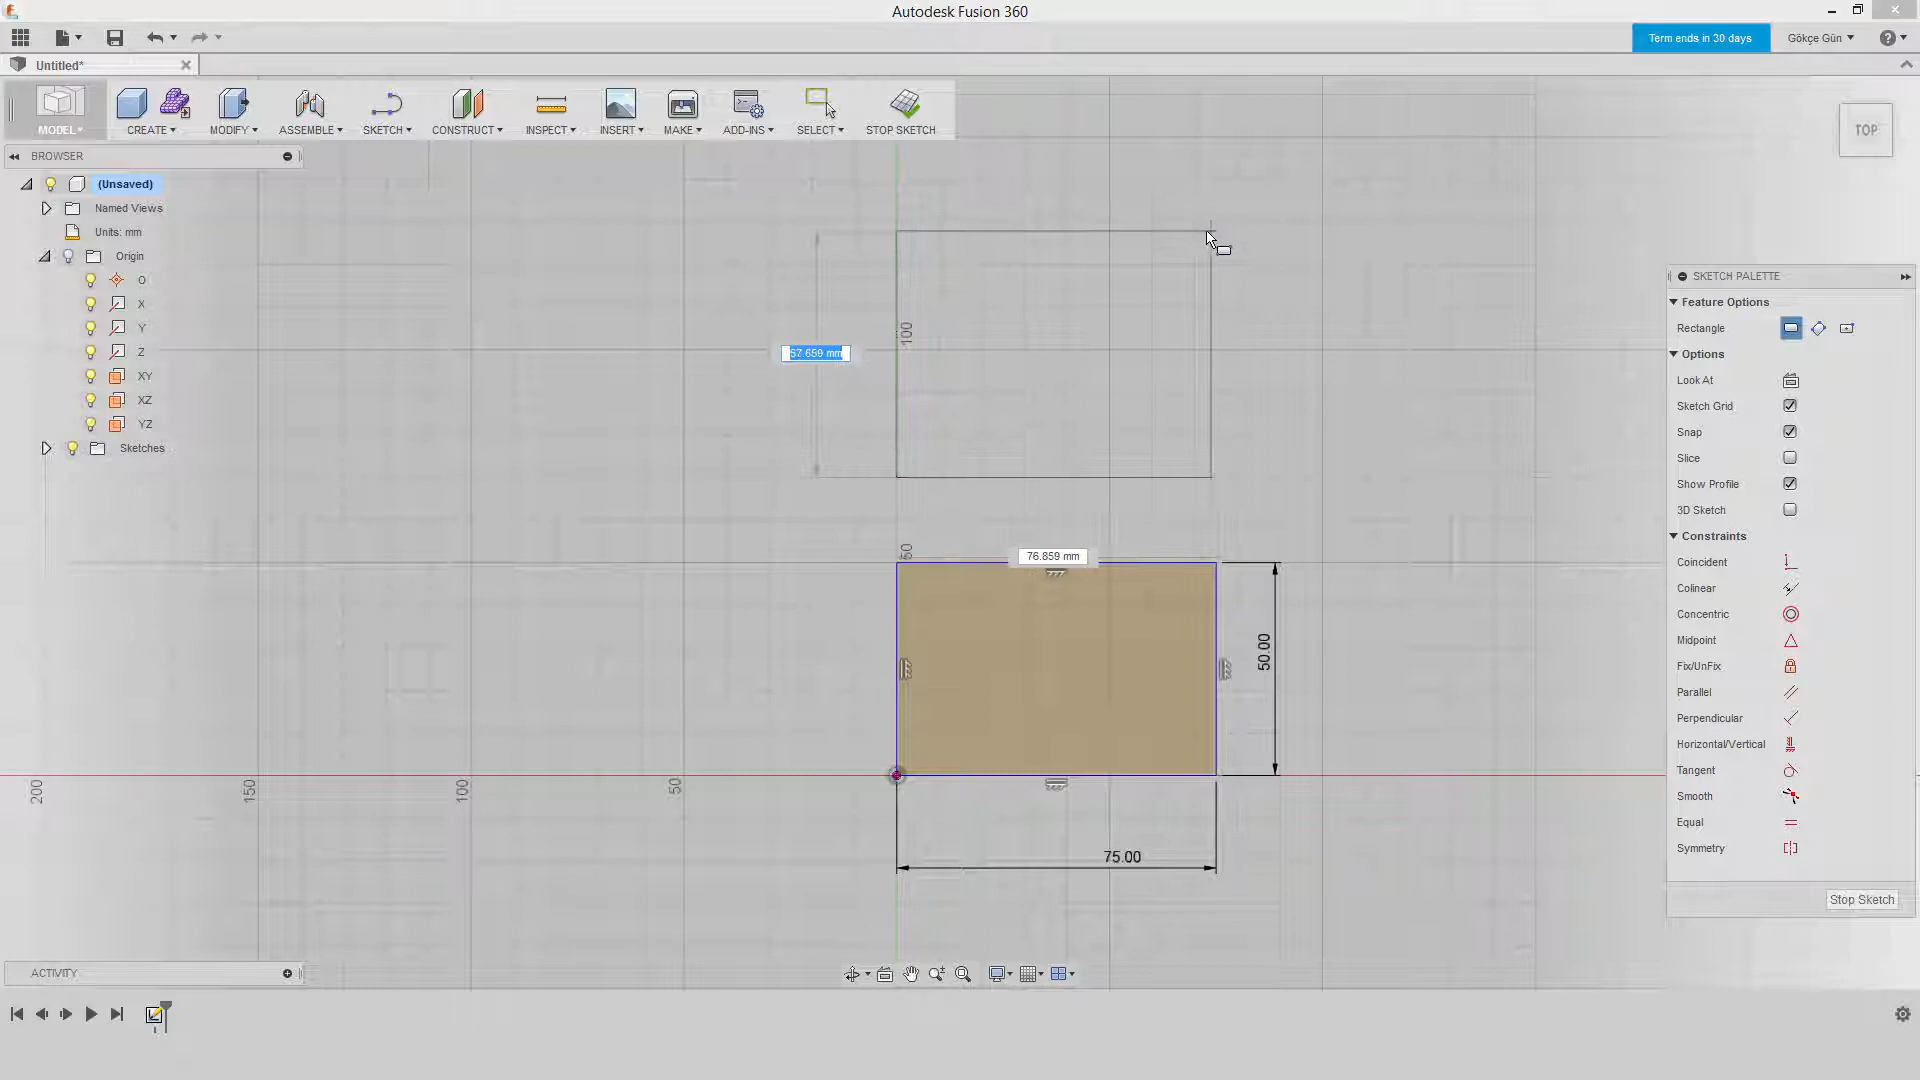 Autodesk Fusion 360
Term ends in 30 days
Gökçe Gün
Untitled*
MODEL
CREATE
MODIFY
ASSEMBLE
SKETCH
CONSTRUCT
INSPECT
INSERT
MAKE
ADD-INS
SELECT
STOP SKETCH
TOP
BROWSER
(Unsaved)
Named Views
Units: mm
Origin
O
X
Y
Z
XY
XZ
YZ
Sketches
100
57.659 mm
50
76.859 mm
50.00
75.00
200
150
100
50
SKETCH PALETTE
Feature Options
Rectangle
Options
Look At
Sketch Grid
Snap
Slice
Show Profile
3D Sketch
Constraints
Coincident
Colinear
Concentric
Midpoint
Fix/UnFix
Parallel
Perpendicular
Horizontal/Vertical
Tangent
Smooth
Equal
Symmetry
Stop Sketch
ACTIVITY